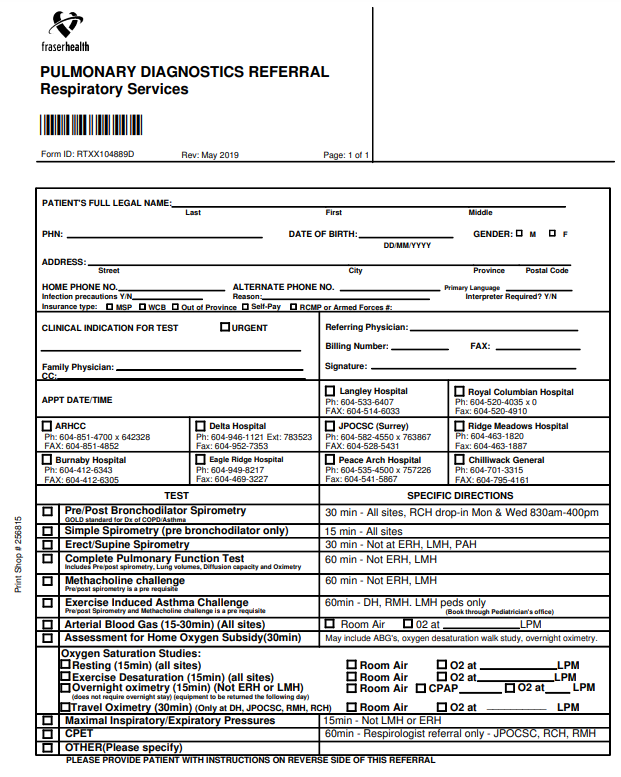 fraserhealth
PULMONARY DIAGNOSTICS REFERRAL
Respiratory Services
Form ID: RTXX104889D Rev: May 2019 Page: 1 of 1
PATIENT'S FULL LEGAL NAME:
Last First Middle
PHN: DATE OF BIRTH: GENDER: M F
DD/MM/YYYY
ADDRESS:
Street City Province Postal Code
HOME PHONE NO. ALTERNATE PHONE NO. Primary Language
Infection precautions Y/N Reason: Interpreter Required? Y/N
Insurance type: MSP WCB Out of Province Self-Pay RCMP or Armed Forces #:
CLINICAL INDICATION FOR TEST URGENT
Referring Physician:
Billing Number: FAX:
Family Physician: Signature:
CC:
APPT DATE/TIME
Langley Hospital
Ph: 604-533-6407
FAX: 604-514-6033
Royal Columbian Hospital
Ph: 604-520-4035 x 0
Fax: 604-520-4910
ARHCC
Ph: 604-851-4700 x 642328
FAX: 604-851-4852
Delta Hospital
Ph: 604-946-1121 Ext: 783523
Fax: 604-952-7353
JPOCSC (Surrey)
Ph: 604-582-4550 x 763867
Fax: 604-583-4431
Ridge Meadows Hospital
Ph: 604-463-1820
Fax: 604-463-1887
Burnaby Hospital
Ph: 604-412-6343
FAX: 604-412-6305
Eagle Ridge Hospital
Ph: 604-949-8217
Fax: 604-469-3227
Peace Arch Hospital
Ph: 604-535-4500 x 757226
Fax: 604-541-5867
Chilliwack General
Ph: 604-701-3315
FAX: 604-795-4161
TEST SPECIFIC DIRECTIONS
Pre/Post Bronchodilator Spirometry 30 min - All sites, RCH drop-in Mon & Wed 830am-400pm
GOLD standard for Dx of COPD/Asthma
Simple Spirometry (pre bronchodilator only) 15 min - All sites
Erect/Supine Spirometry 30 min - Not at ERH, LMH, PAH
Complete Pulmonary Function Test 60 min - Not ERH, LMH
Includes Pre/post spirometry, Lung volumes, Diffusion capacity and Oximetry
Methacholine challenge 60 min - Not ERH, LMH
Pre/post spirometry is a pre requisite
Exercise Induced Asthma Challenge 60min - DH, RMH. LMH peds only
Pre/post Spirometry and Methacholine challenge is a pre requisite (Book through Pediatrician's office)
Arterial Blood Gas (15-30min) (All sites) Room Air 02 at LPM
Assessment for Home Oxygen Subsidy(30min) May include ABG's, oxygen desaturation walk study, overnight oximetry.
Oxygen Saturation Studies:
Resting (15min) (all sites) Room Air O2 at LPM
Exercise Desaturation (15min) (all sites) Room Air O2 at LPM
Overnight oximetry (15min) (Not ERH or LMH) Room Air CPAP O2 at LPM
(does not require overnight stay) (equipment to be returned the following day)
Travel Oximetry (30min) (Only at DH, JPOCSC, RMH, RCH) Room Air O2 at LPM
Maximal Inspiratory/Expiratory Pressures 15min - Not LMH or ERH
CPET 60min - Respirologist referral only - JPOCSC, RCH, RMH
OTHER(Please specify)
PLEASE PROVIDE PATIENT WITH INSTRUCTIONS ON REVERSE SIDE OF THIS REFERRAL
Print Shop # 256815